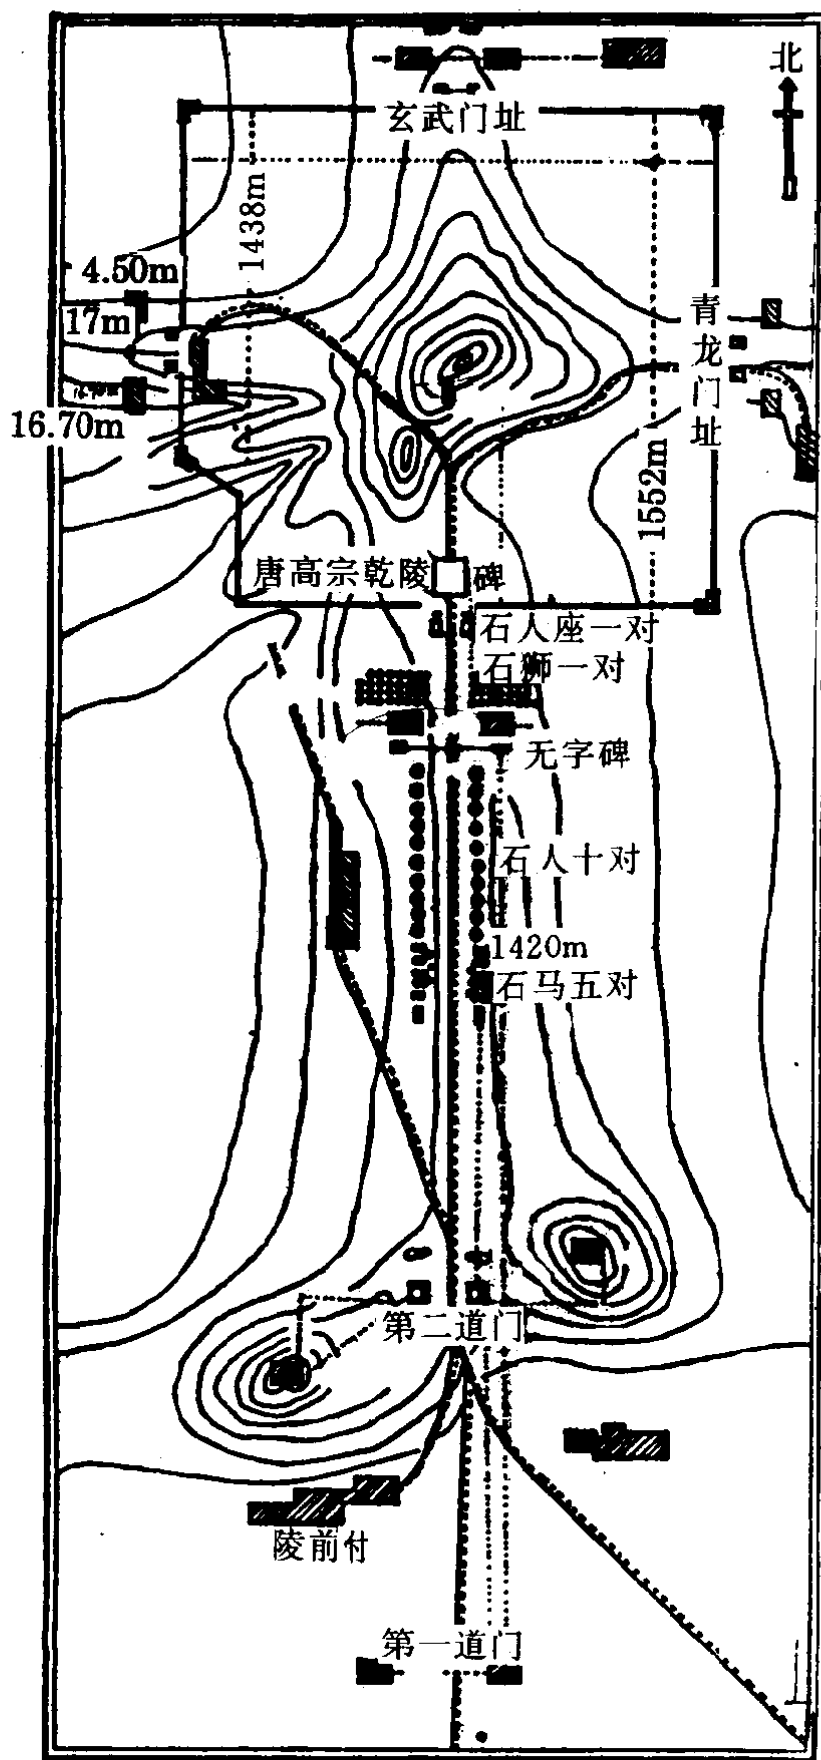 北
玄武门址
1438m
4.50m
17m
16.70m
青龙门址
1552m
唐高宗乾陵 碑
石人座一对
石狮一对
无字碑
石人十对
1420m
石马五对
第二道门
陵前付
第一道门